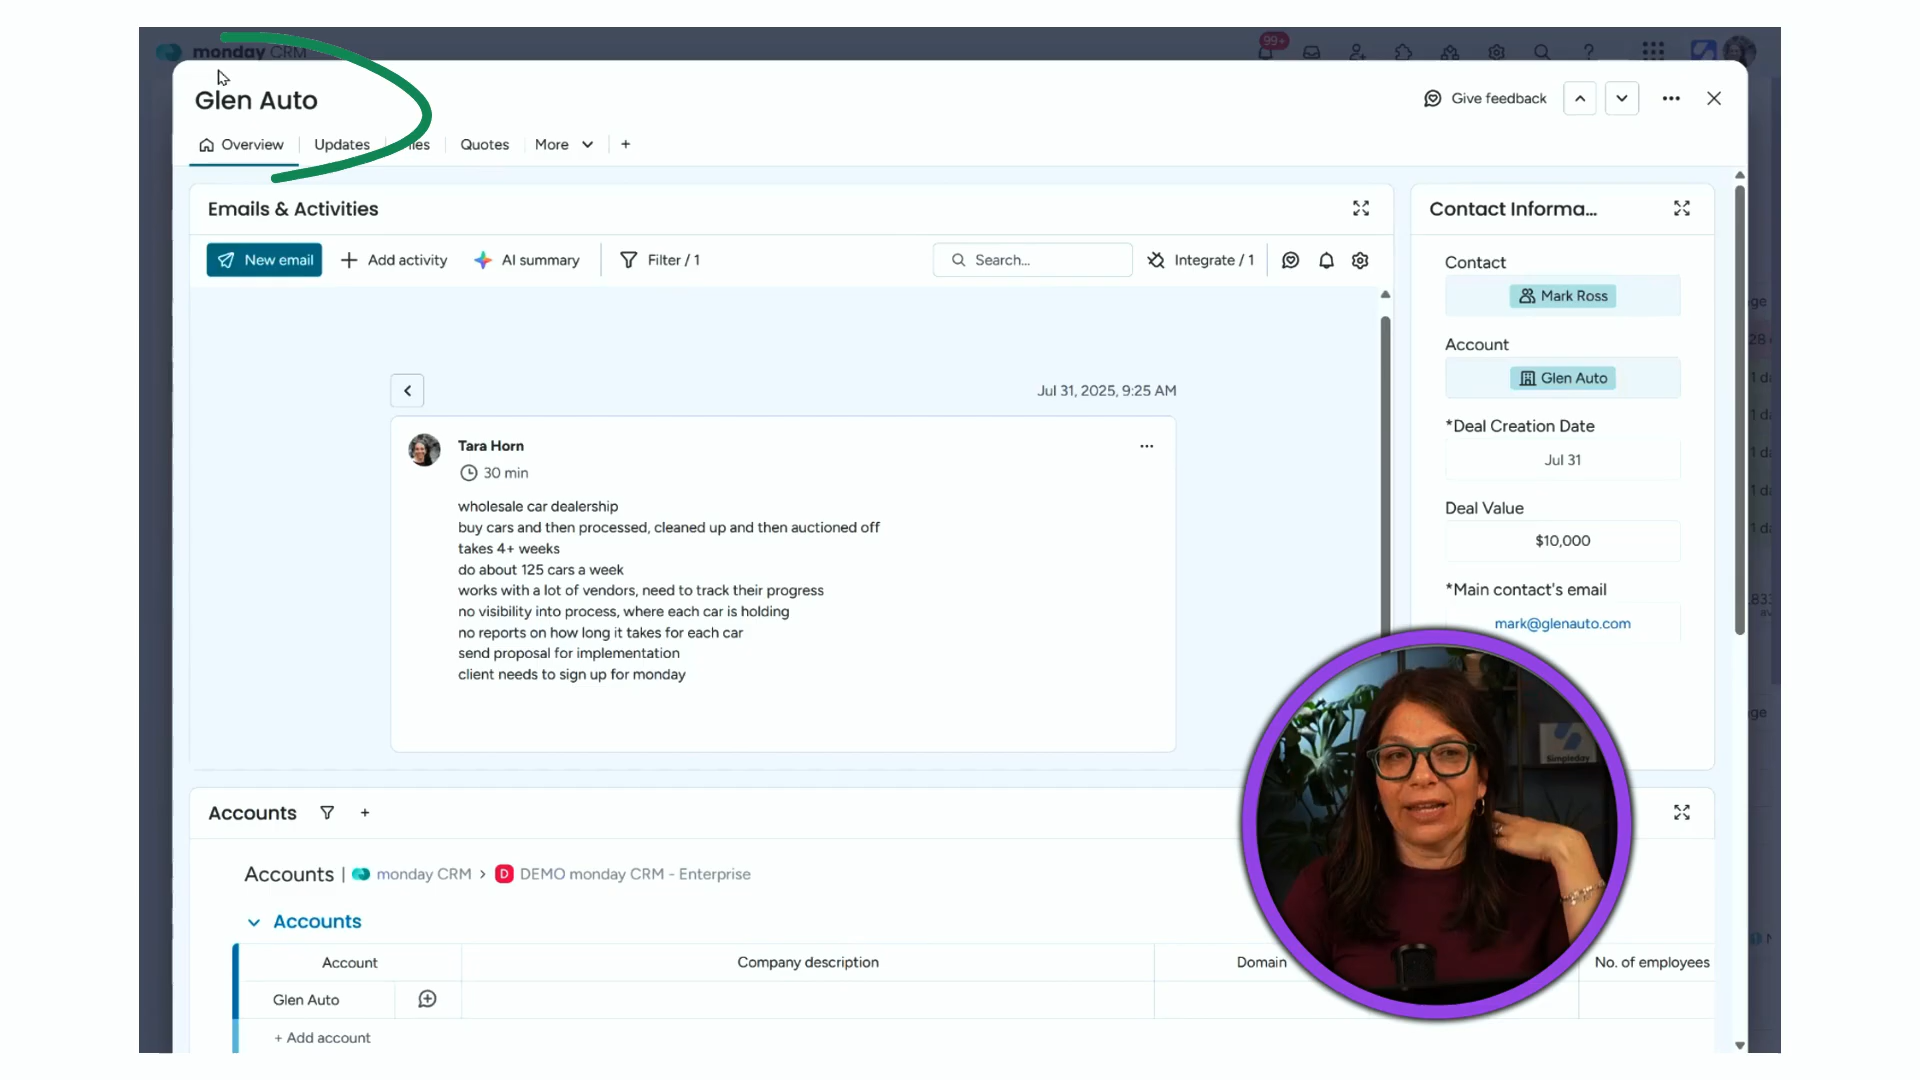 monday CRM
99+
Glen Auto
Give feedback
Overview
Updates
Quotes
More
Emails & Activities
New email
Add activity
AI summary
Filter / 1
Search...
Integrate / 1
Jul 31, 2025, 9:25 AM
Tara Horn
30 min
wholesale car dealership
buy cars and then processed, cleaned up and then auctioned off
takes 4+ weeks
do about 125 cars a week
works with a lot of vendors, need to track their progress
no visibility into process, where each car is holding
no reports on how long it takes for each car
send proposal for implementation
client needs to sign up for monday
Contact Informa...
Contact
Mark Ross
Account
Glen Auto
*Deal Creation Date
Jul 31
Deal Value
$10,000
*Main contact's email
mark@glenauto.com
Simpleday
Accounts
Accounts | monday CRM > D DEMO monday CRM - Enterprise
Accounts
Account
Company description
Domain
No. of employees
Glen Auto
+ Add account